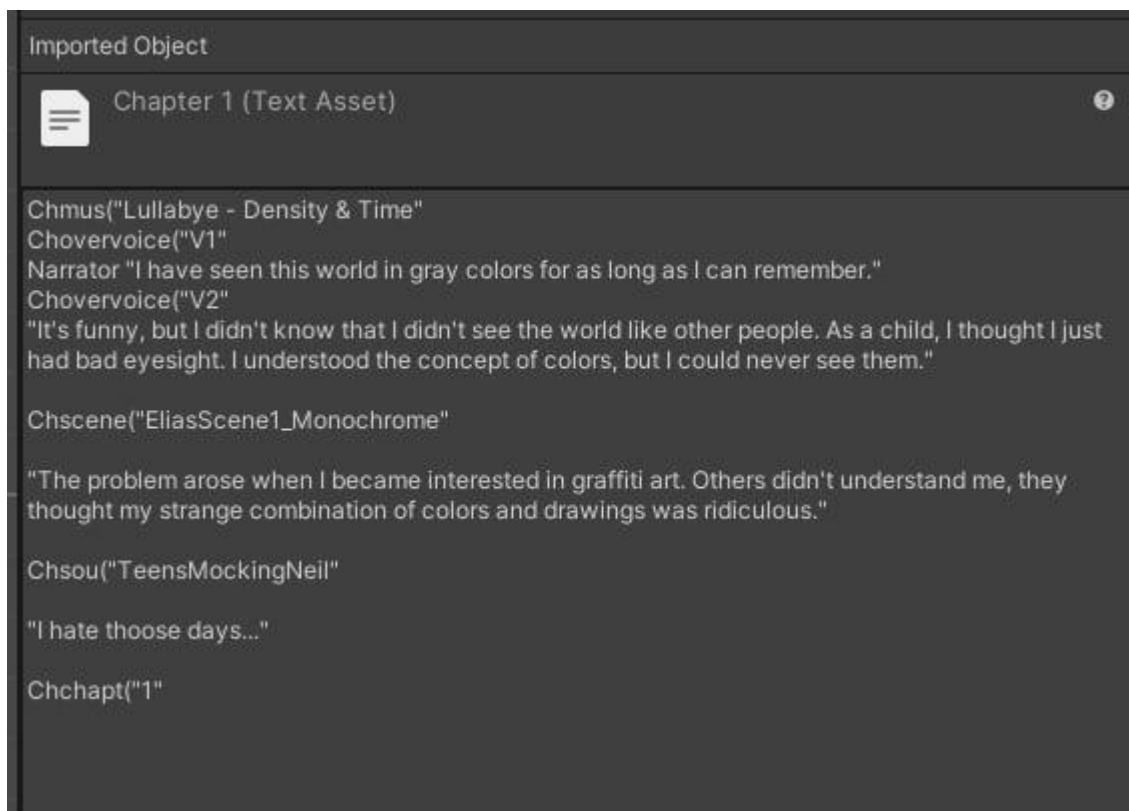 Imported Object
Chapter 1 (Text Asset)
?
Chmus("Lullabye - Density & Time"
Chovervoice("V1"
Narrator "I have seen this world in gray colors for as long as I can remember."
Chovervoice("V2"
"It's funny, but I didn't know that I didn't see the world like other people. As a child, I thought I just
had bad eyesight. I understood the concept of colors, but I could never see them."
Chscene("EliasScene1_Monochrome"
"The problem arose when I became interested in graffiti art. Others didn't understand me, they
thought my strange combination of colors and drawings was ridiculous."
Chsou("TeensMockingNeil"
"I hate thoose days..."
Chchapt("1"